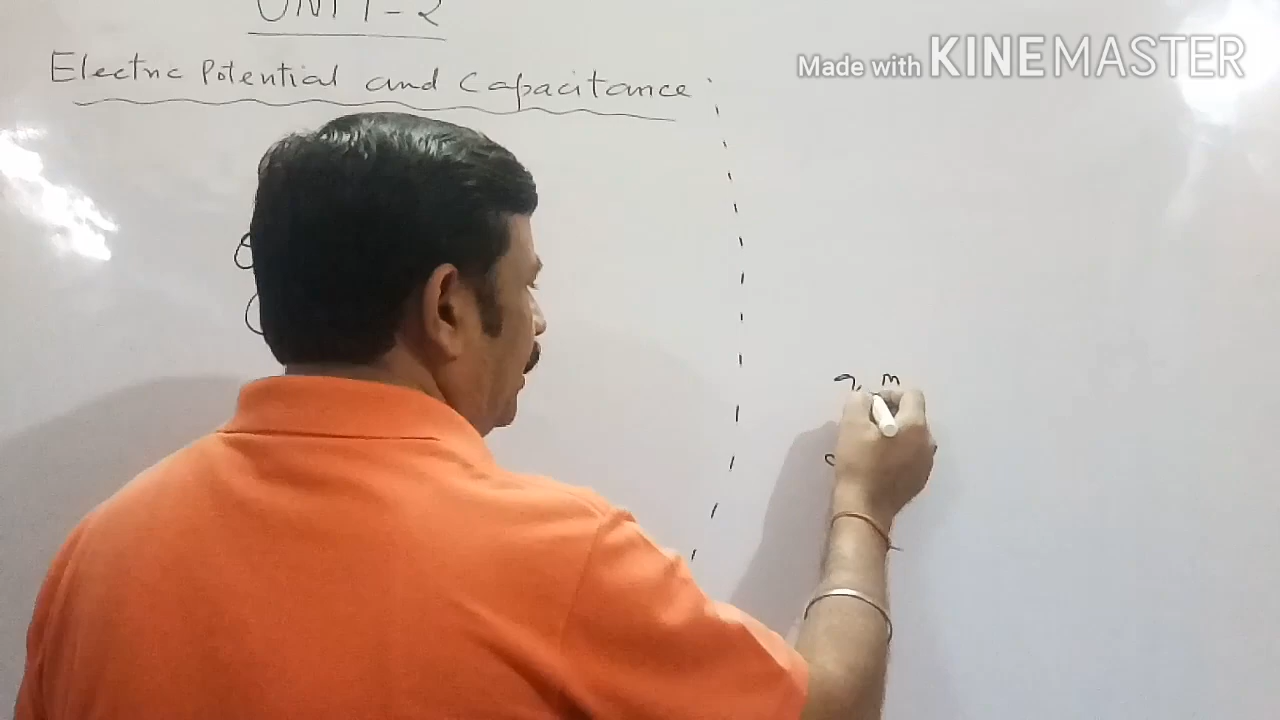 UNIT-2
Made with KINEMASTER
Electric Potential and Capacitance
q, m